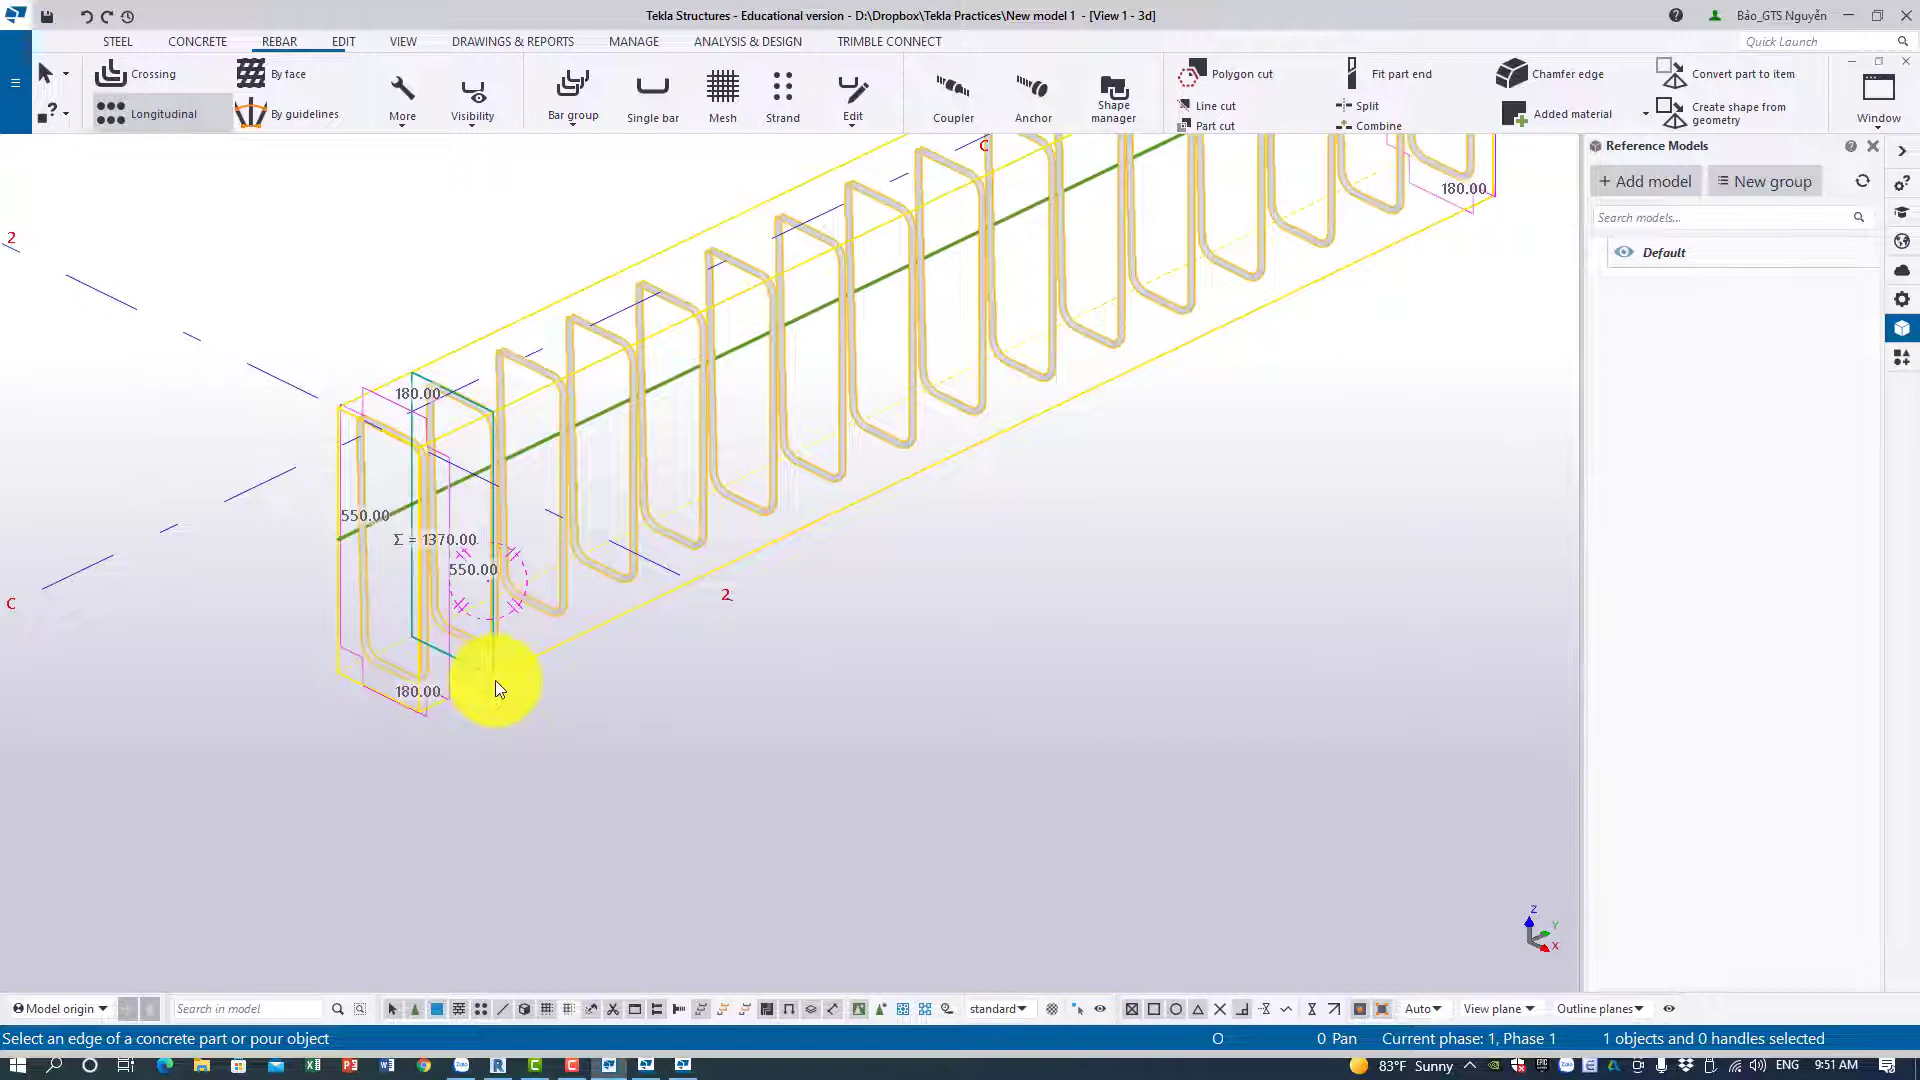 Tekla Structures - Educational version - D:\Dropbox\Tekla Practices\New model 1 - [View 1 - 3d]
Bảo_GTS Nguyễn
STEEL CONCRETE REBAR EDIT VIEW DRAWINGS & REPORTS MANAGE ANALYSIS & DESIGN TRIMBLE CONNECT
Quick Launch
Crossing
Longitudinal
By face
By guidelines
More
Visibility
Bar group
Single bar
Mesh
Strand
Edit
Coupler
Anchor
Shape manager
Polygon cut
Line cut
Part cut
Fit part end
Split
Combine
Chamfer edge
Added material
Convert part to item
Create shape from geometry
Window
Reference Models
+ Add model
New group
Search models...
Default
C
180.00
2
180.00
550.00
Σ = 1370.00
550.00
2
C
180.00
Z
Y
X
Model origin
Search in model
standard
Auto
View plane
Outline planes
Select an edge of a concrete part or pour object
O
0 Pan
Current phase: 1, Phase 1
1 objects and 0 handles selected
83°F Sunny
9:51 AM